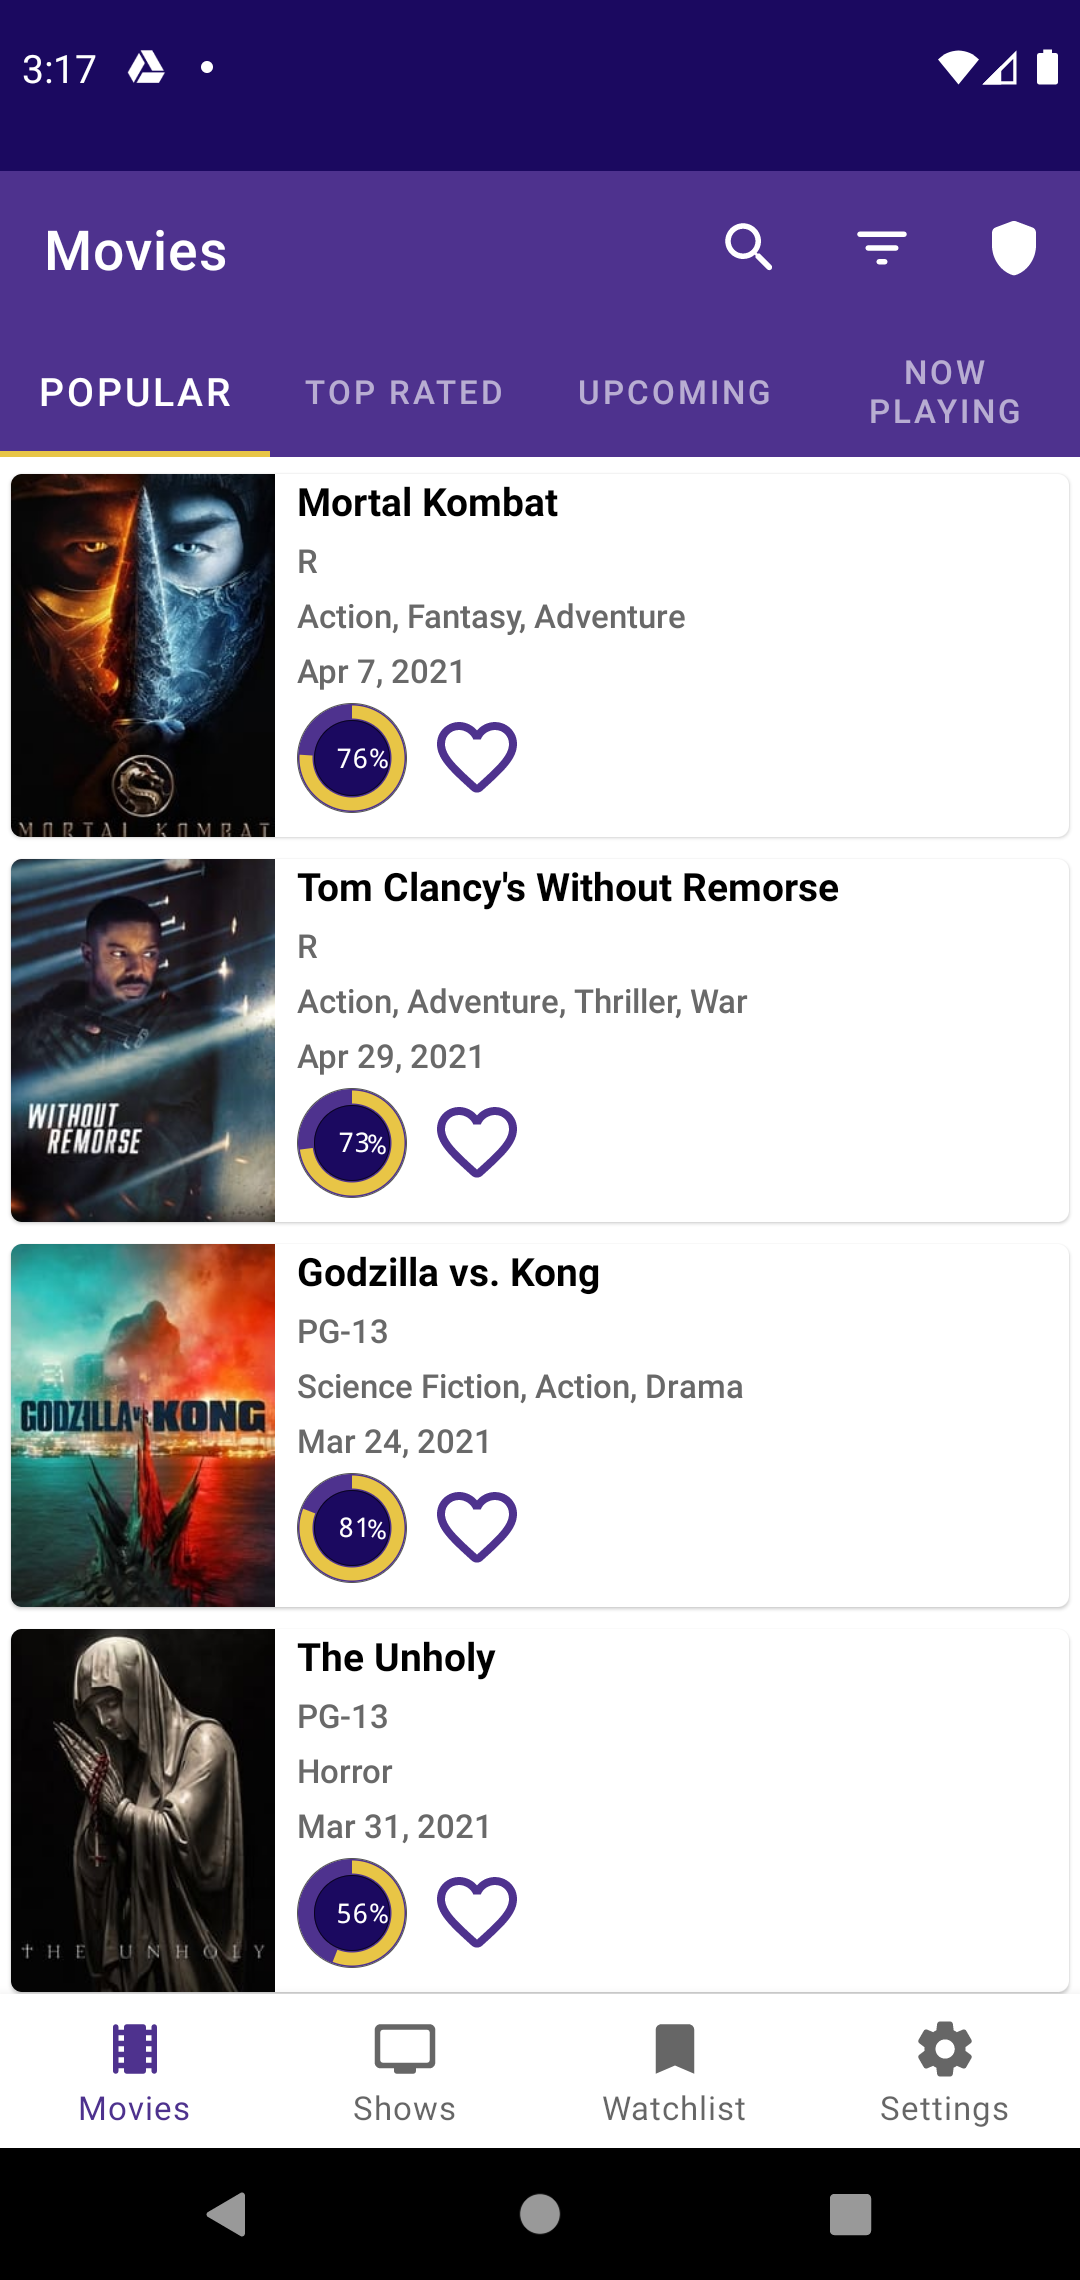 3:17
Movies
POPULAR
TOP RATED
UPCOMING
NOW
PLAYING
MORTAL KOMBAT
Mortal Kombat
R
Action, Fantasy, Adventure
Apr 7, 2021
76%
WITHOUT
REMORSE
Tom Clancy's Without Remorse
R
Action, Adventure, Thriller, War
Apr 29, 2021
73%
GODZILLA VS. KONG
Godzilla vs. Kong
PG-13
Science Fiction, Action, Drama
Mar 24, 2021
81%
THE UNHOLY
The Unholy
PG-13
Horror
Mar 31, 2021
56%
Movies
Shows
Watchlist
Settings